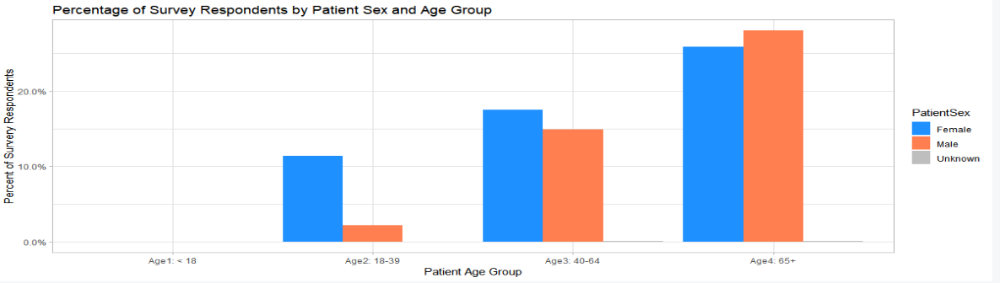 Percentage of Survey Respondents by Patient Sex and Age Group
Percent of Survery Respondents
20.0%
10.0%
0.0%
Age1: < 18
Age2: 18-39
Age3: 40-64
Age4: 65+
Patient Age Group
PatientSex
Female
Male
Unknown